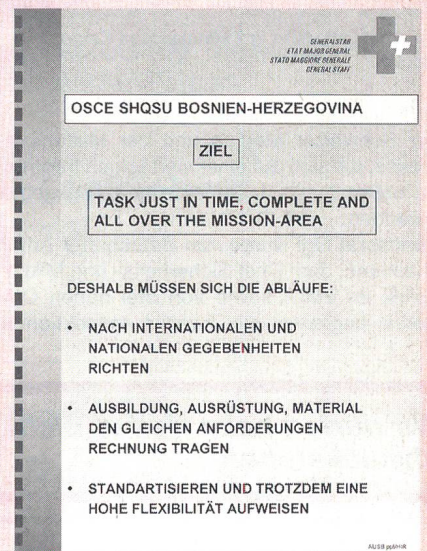 GENERALSTAB
ETAT MAJOR GENERAL
STATO MAGGIORE GENERALE
GENERAL STAFF
OSCE SHQSU BOSNIEN-HERZEGOVINA
ZIEL
TASK JUST IN TIME, COMPLETE AND
ALL OVER THE MISSION-AREA
DESHALB MÜSSEN SICH DIE ABLÄUFE:
• NACH INTERNATIONALEN UND
NATIONALEN GEGEBENHEITEN
RICHTEN
• AUSBILDUNG, AUSRÜSTUNG, MATERIAL
DEN GLEICHEN ANFORDERUNGEN
RECHNUNG TRAGEN
• STANDARTISIEREN UND TROTZDEM EINE
HOHE FLEXIBILITÄT AUFWEISEN